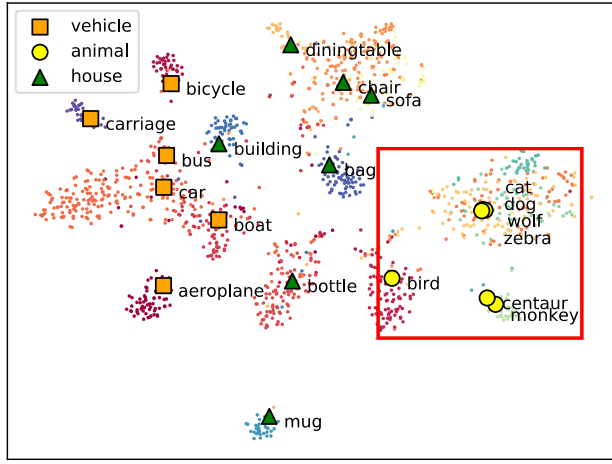 vehicle
animal
house
diningtable
bicycle
chair
sofa
carriage
building
bus
bag
car
cat
dog
wolf
zebra
boat
aeroplane
bottle
bird
centaur
monkey
mug